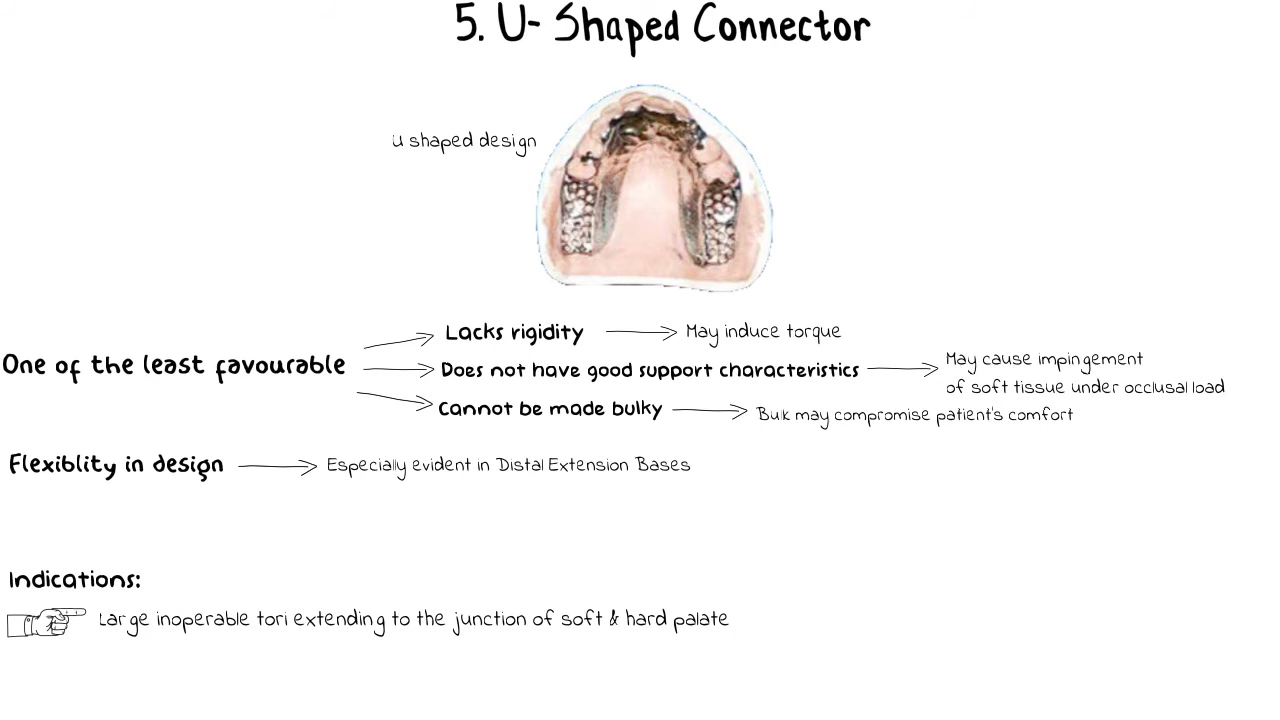 5. U- Shaped Connector
U shaped design
One of the least favourable
Lacks rigidity
May induce torque
Does not have good support characteristics
May cause impingement
of soft tissue under occlusal load
Cannot be made bulky
Bulk may compromise patient's comfort
Flexiblity in design
Especially evident in Distal Extension Bases
Indications:
Large inoperable tori extending to the junction of soft & hard palate